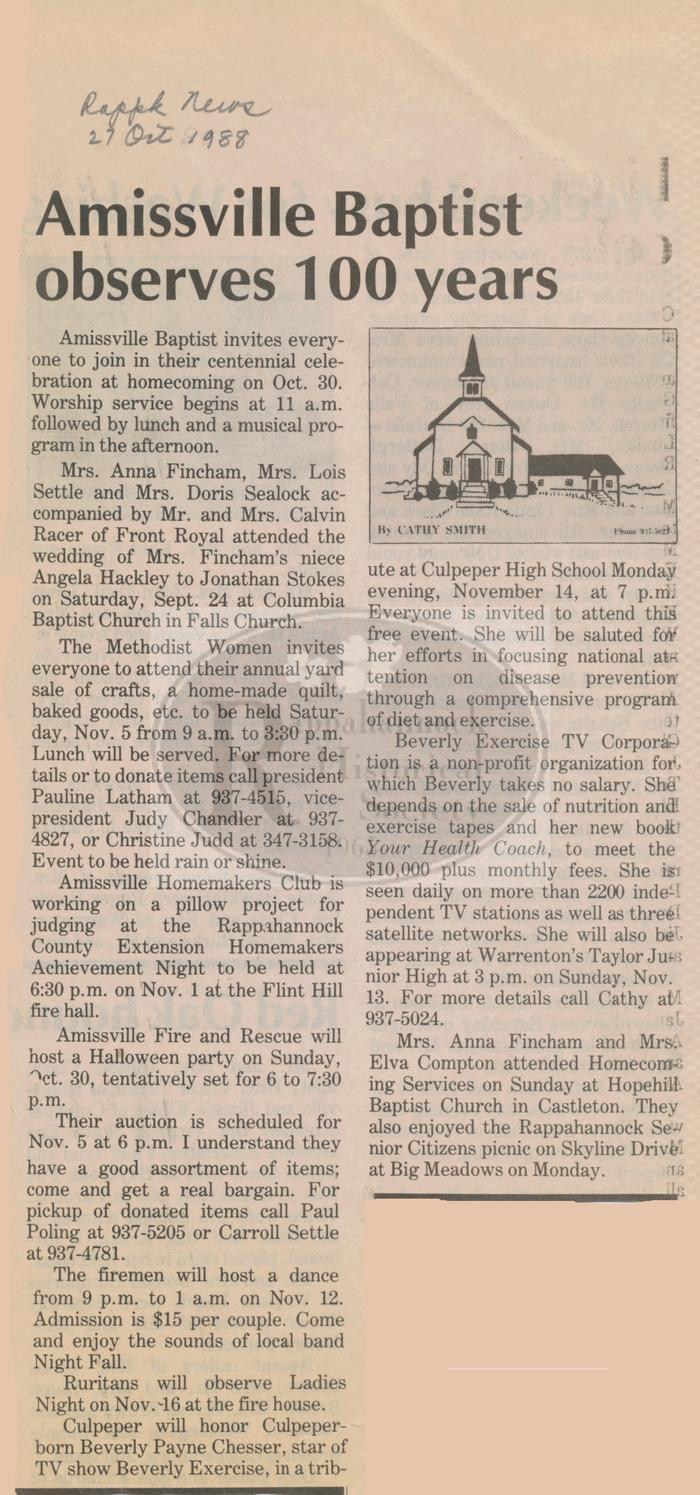 Rappk News
27 Oct 1988
Amissville Baptist
observes 100 years
Amissville Baptist invites every-
one to join in their centennial cele-
bration at homecoming on Oct. 30.
Worship service begins at 11 a.m.
followed by lunch and a musical pro-
gram in the afternoon.
Mrs. Anna Fincham, Mrs. Lois
Settle and Mrs. Doris Sealock ac-
companied by Mr. and Mrs. Calvin
Racer of Front Royal attended the
wedding of Mrs. Fincham's niece
Angela Hackley to Jonathan Stokes
on Saturday, Sept. 24 at Columbia
Baptist Church in Falls Church.
The Methodist Women invites
everyone to attend their annual yard
sale of crafts, a home-made quilt,
baked goods, etc. to be held Satur-
day, Nov. 5 from 9 a.m. to 3:30 p.m.
Lunch will be served. For more de-
tails or to donate items call president
Pauline Latham at 937-4515, vice-
president Judy Chandler at 937-
4827, or Christine Judd at 347-3158.
Event to be held rain or shine.
Amissville Homemakers Club is
working on a pillow project for
judging at the Rappahannock
County Extension Homemakers
Achievement Night to be held at
6:30 p.m. on Nov. 1 at the Flint Hill
fire hall.
Amissville Fire and Rescue will
host a Halloween party on Sunday,
Oct. 30, tentatively set for 6 to 7:30
p.m.
Their auction is scheduled for
Nov. 5 at 6 p.m. I understand they
have a good assortment of items;
come and get a real bargain. For
pickup of donated items call Paul
Poling at 937-5205 or Carroll Settle
at 937-4781.
The firemen will host a dance
from 9 p.m. to 1 a.m. on Nov. 12.
Admission is $15 per couple. Come
and enjoy the sounds of local band
Night Fall.
Ruritans will observe Ladies
Night on Nov. 16 at the fire house.
Culpeper will honor Culpeper-
born Beverly Payne Chesser, star of
TV show Beverly Exercise, in a trib-
By CATHY SMITH
Phone 937-5024
ute at Culpeper High School Monday
evening, November 14, at 7 p.m.
Everyone is invited to attend this
free event. She will be saluted for
her efforts in focusing national at-
tention on disease prevention
through a comprehensive program
of diet and exercise.
Beverly Exercise TV Corpora-
tion is a non-profit organization for
which Beverly takes no salary. She
depends on the sale of nutrition and
exercise tapes and her new book
Your Health Coach, to meet the
$10,000 plus monthly fees. She is
seen daily on more than 2200 inde-
pendent TV stations as well as three
satellite networks. She will also be
appearing at Warrenton's Taylor Ju-
nior High at 3 p.m. on Sunday, Nov.
13. For more details call Cathy at
937-5024.
Mrs. Anna Fincham and Mrs.
Elva Compton attended Homecom-
ing Services on Sunday at Hopehill
Baptist Church in Castleton. They
also enjoyed the Rappahannock Se-
nior Citizens picnic on Skyline Drive
at Big Meadows on Monday.